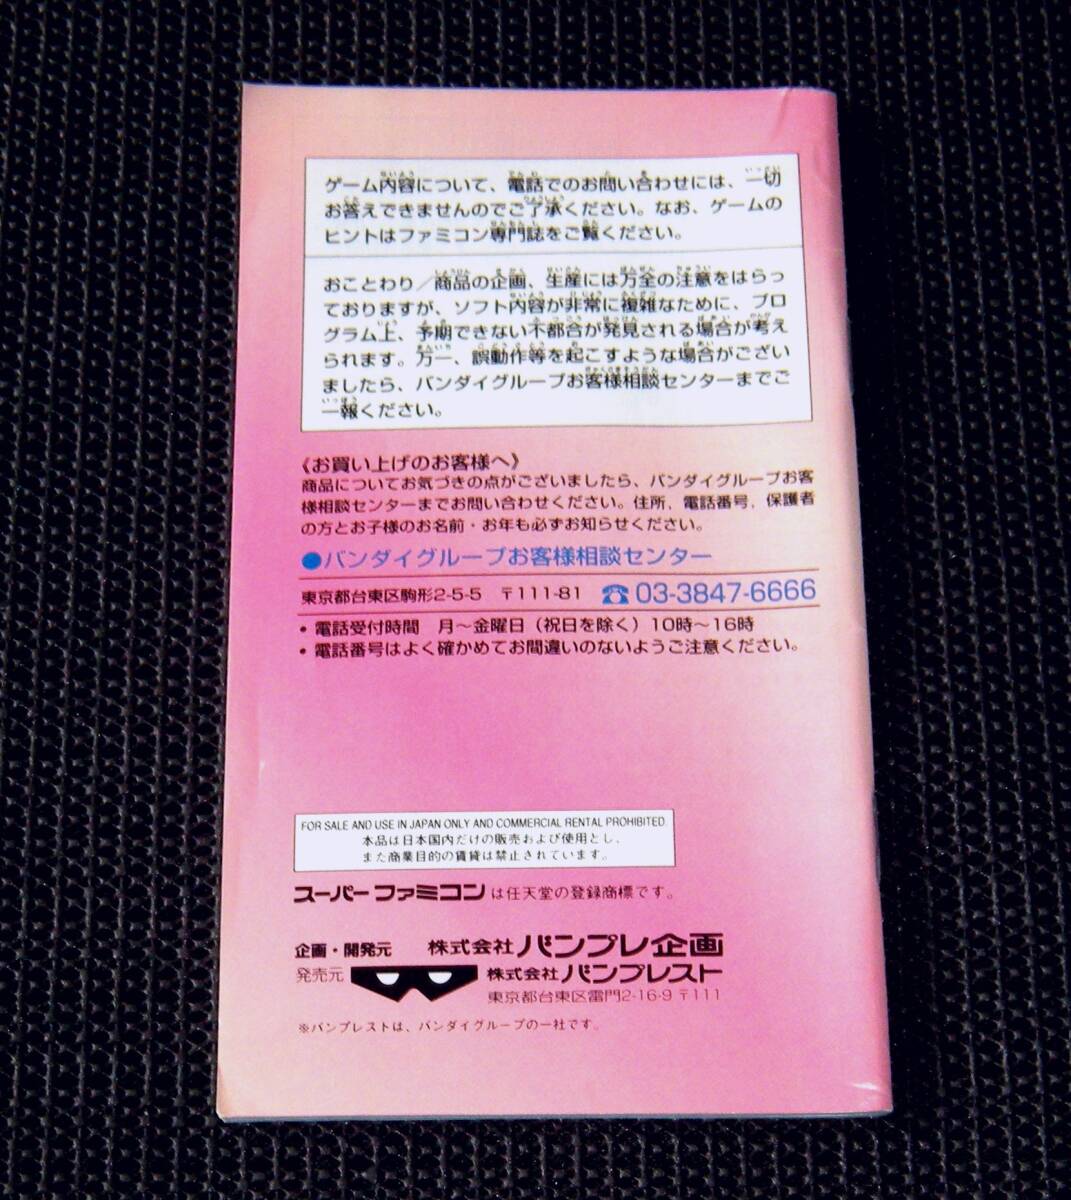 ゲーム内容について、電話でのお問い合わせには、一切
お答えできませんのでご了承ください。なお、ゲームの
ヒントはファミコン専門誌をご覧ください。
おことわり／商品の企画、生産には万全の注意をはらっ
ておりますが、ソフト内容が非常に複雑なために、プロ
グラム上、予期できない不都合が発見される場合が考え
られます。万一、誤動作等を起こすような場合がござい
ましたら、バンダイグループお客様相談センターまでご
一報ください。
《お買い上げのお客様へ》
商品についてお気づきの点がございましたら、バンダイグループお客
様相談センターまでお問い合わせください。住所、電話番号、保護者
の方とお子様のお名前・お年も必ずお知らせください。
●バンダイグループお客様相談センター
東京都台東区駒形2-5-5 〒111-81 ☎03-3847-6666
・電話受付時間 月～金曜日（祝日を除く）10時～16時
・電話番号はよく確かめてお間違いのないようご注意ください。
FOR SALE AND USE IN JAPAN ONLY AND COMMERCIAL RENTAL PROHIBITED.
本品は日本国内だけの販売および使用とし、
また商業目的の賃貸は禁止されています。
スーパーファミコンは任天堂の登録商標です。
企画・開発元 株式会社バンプレ企画
発売元 株式会社バンプレスト
東京都台東区雷門2-16-9 〒111
※バンプレストは、バンダイグループの一社です。